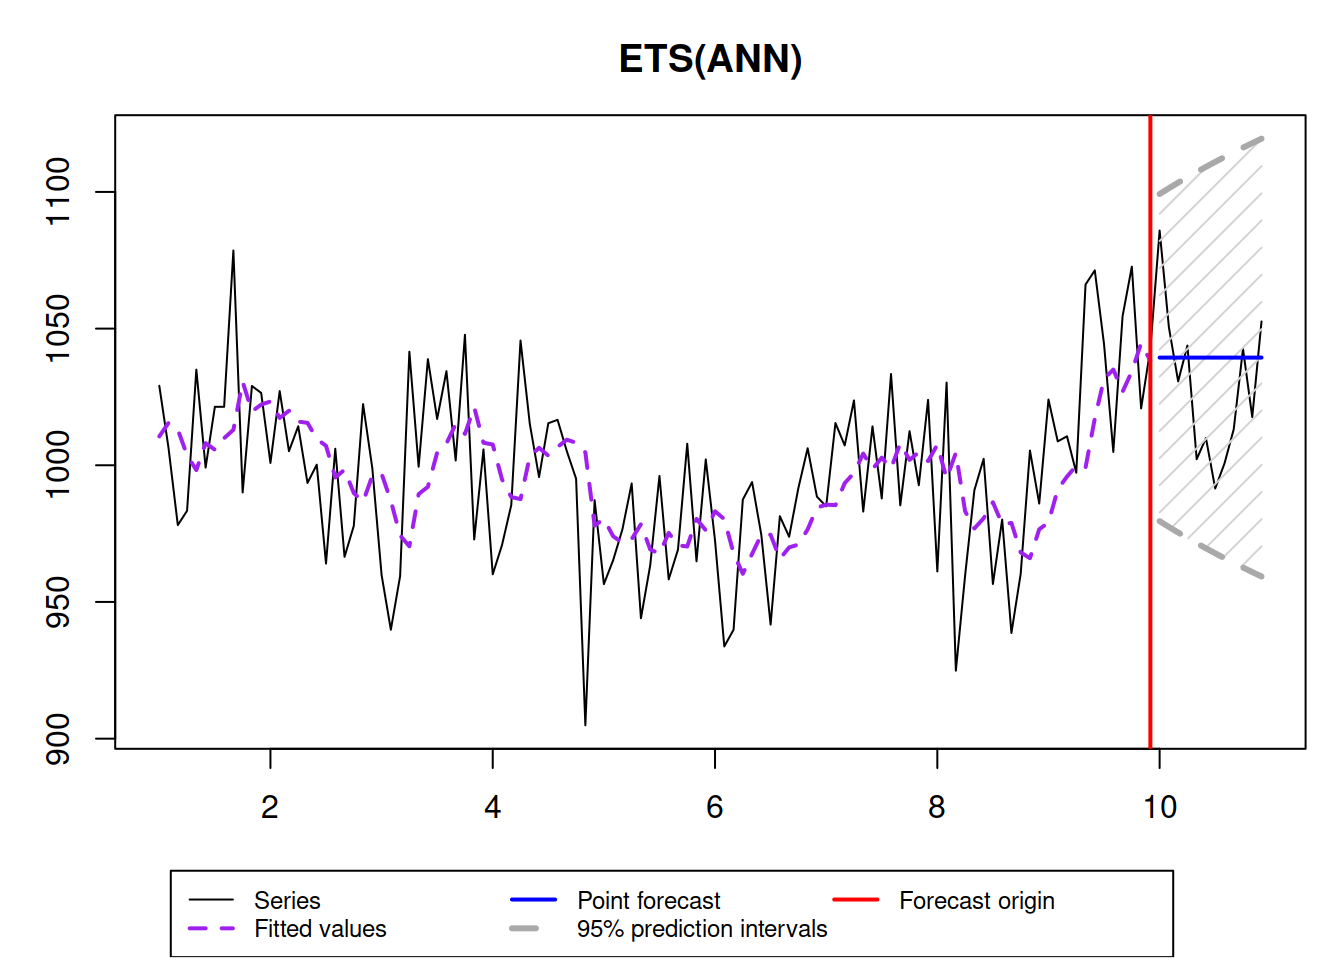 ETS(ANN)
1100
1050
1000
950
900
2 4 6 8 10
Series Point forecast Forecast origin
Fitted values 95% prediction intervals